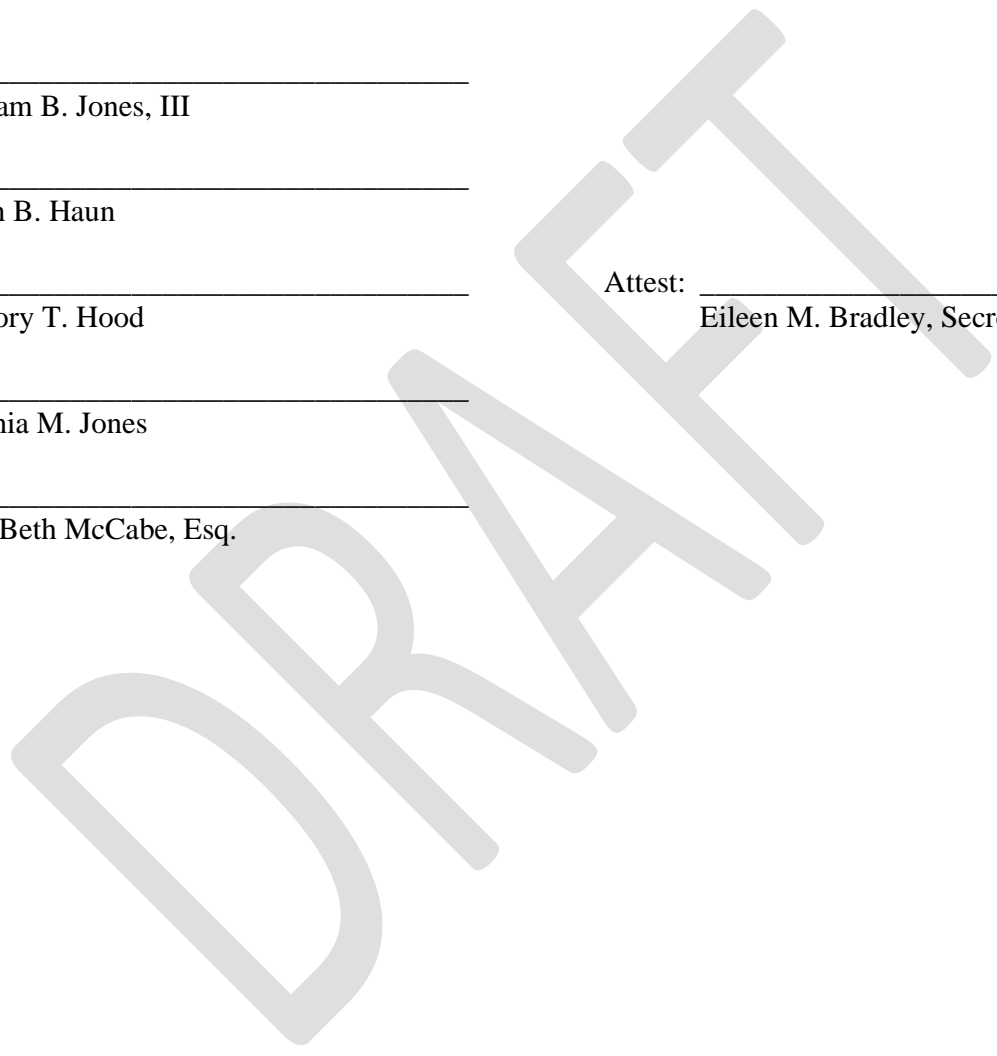 am B. Jones, III
B. Haun
ory T. Hood
Attest:
Eileen M. Bradley, Secr
nia M. Jones
Beth McCabe, Esq.
DRAFT